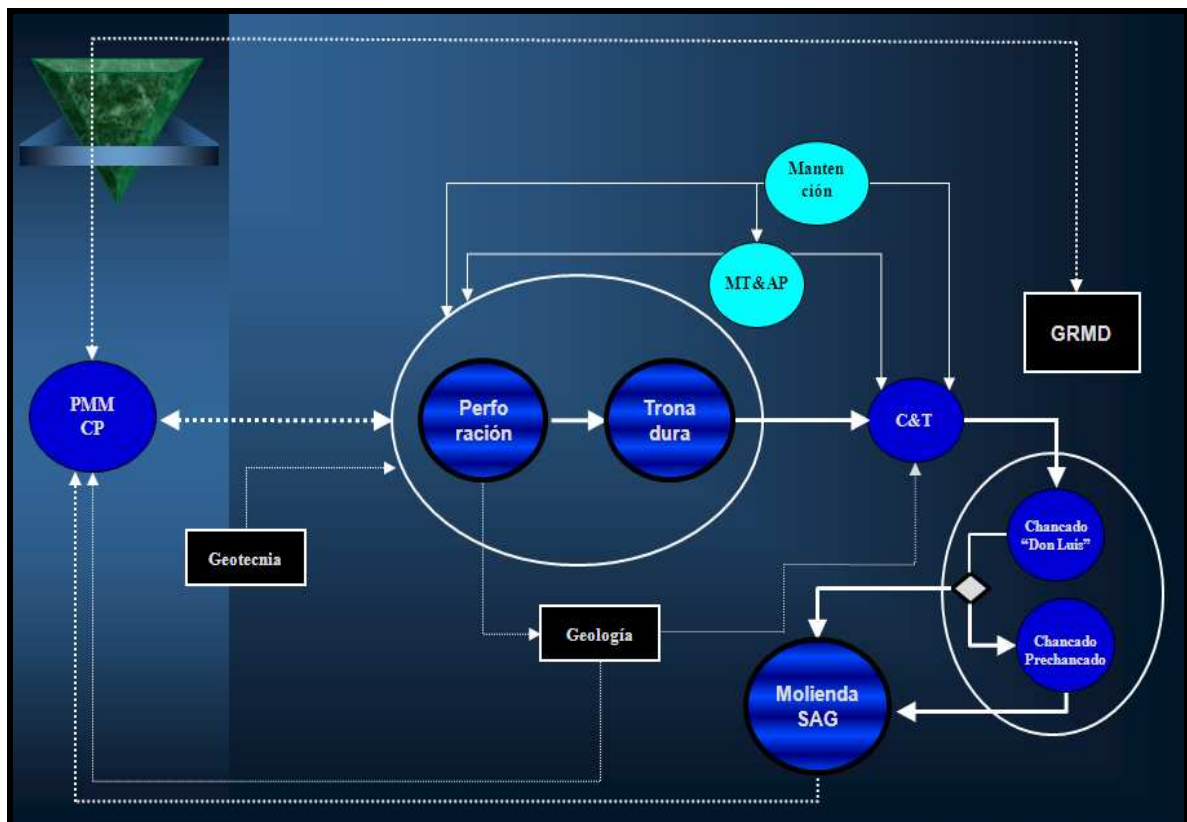 Manten
ción
MT&AP
GRMD
PMM
CP
Perfo
ración
Trona
dura
C&T
Geotecnia
Chancado
“Don Luis”
Geología
Chancado
Prechancado
Molienda
SAG